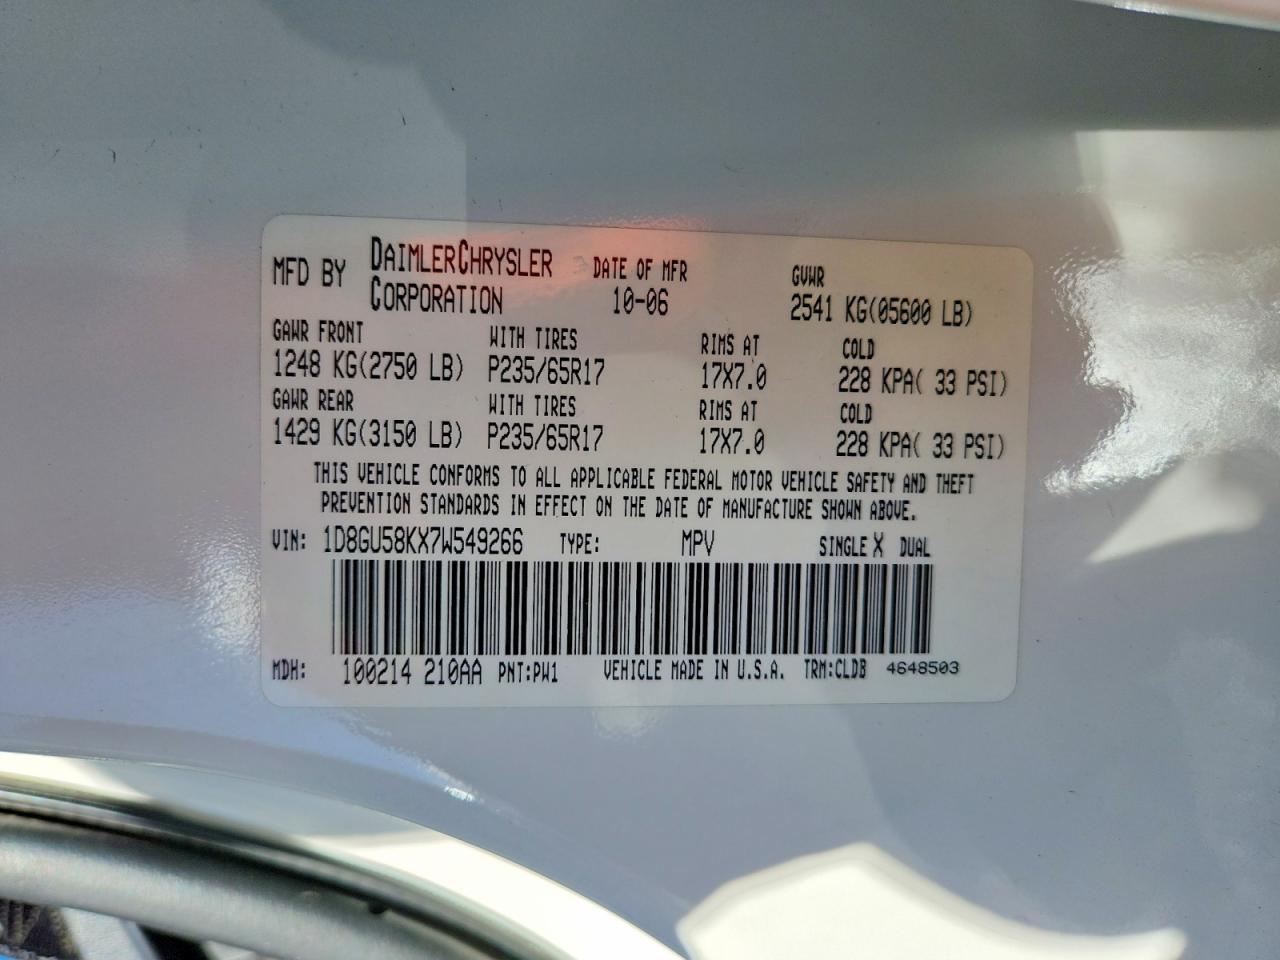 MFD BY DAIMLERCHRYSLER CORPORATION DATE OF MFR 10-06 GVWR 2541 KG(05600 LB)
GAWR FRONT WITH TIRES RIMS AT COLD
1248 KG(2750 LB) P235/65R17 17X7.0 228 KPA( 33 PSI)
GAWR REAR WITH TIRES RIMS AT COLD
1429 KG(3150 LB) P235/65R17 17X7.0 228 KPA( 33 PSI)
THIS VEHICLE CONFORMS TO ALL APPLICABLE FEDERAL MOTOR VEHICLE SAFETY AND THEFT
PREVENTION STANDARDS IN EFFECT ON THE DATE OF MANUFACTURE SHOWN ABOVE.
VIN: 1D8GU58KX7W549266 TYPE: MPV SINGLE X DUAL
MDH: 100214 210AA PNT:PW1 VEHICLE MADE IN U.S.A. TRM:CLDB 4648503